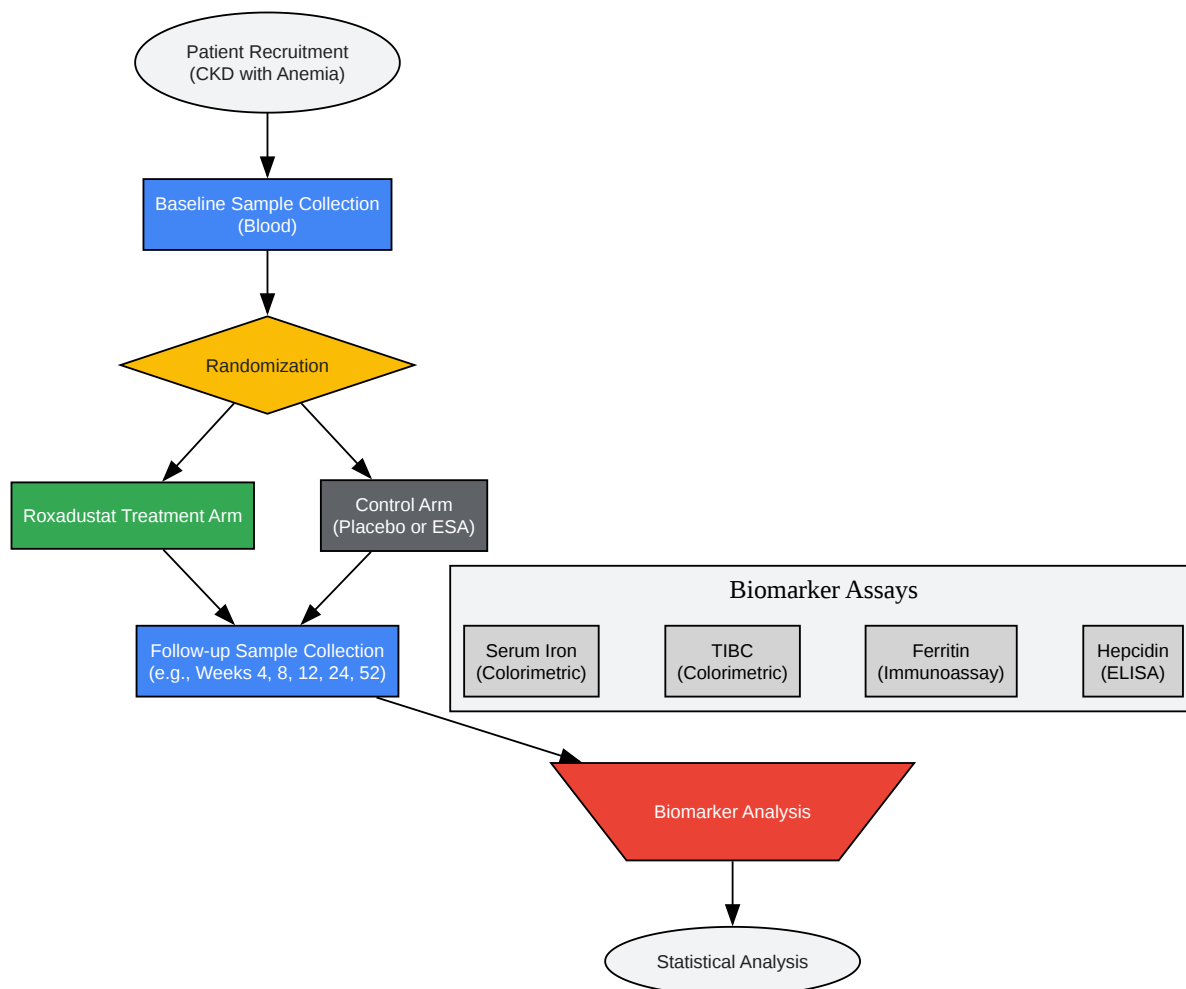 Patient Recruitment
(CKD with Anemia)
Baseline Sample Collection
(Blood)
Randomization
Roxadustat Treatment Arm
Control Arm
(Placebo or ESA)
Follow-up Sample Collection
(e.g., Weeks 4, 8, 12, 24, 52)
Biomarker Assays
Serum Iron
(Colorimetric)
TIBC
(Colorimetric)
Ferritin
(Immunoassay)
Hepcidin
(ELISA)
Biomarker Analysis
Statistical Analysis